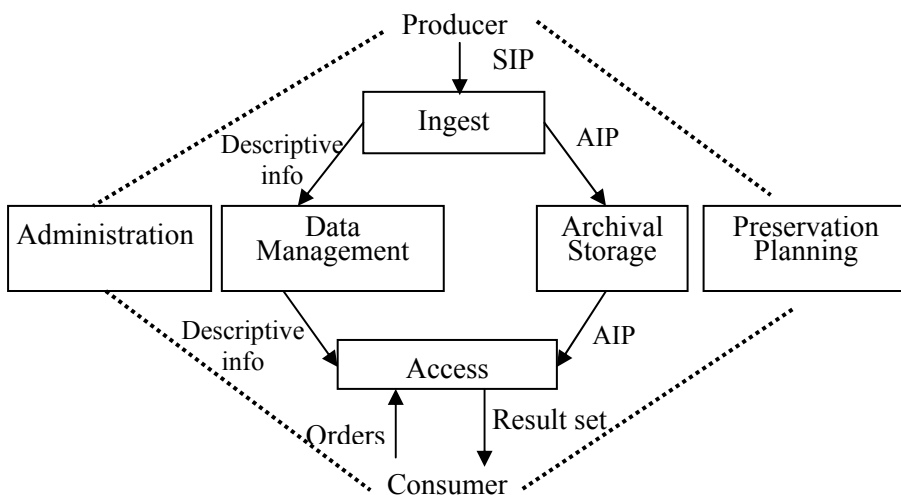 Producer
SIP
Ingest
Descriptive
info
AIP
Administration
Data
Management
Archival
Storage
Preservation
Planning
Descriptive
info
AIP
Access
Orders
Result set
Consumer